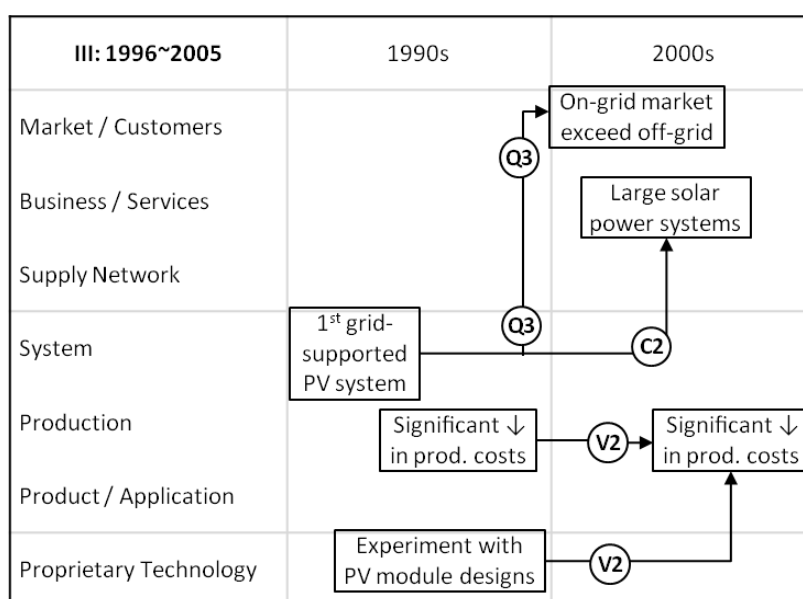 III: 1996~2005
1990s
2000s
Market / Customers
On-grid market
exceed off-grid
Q3
Business / Services
Large solar
power systems
Supply Network
Q3
System
1st grid-
supported
PV system
C2
Production
Significant ↓
in prod. costs
V2
Significant ↓
in prod. costs
Product / Application
Proprietary Technology
Experiment with
PV module designs
V2